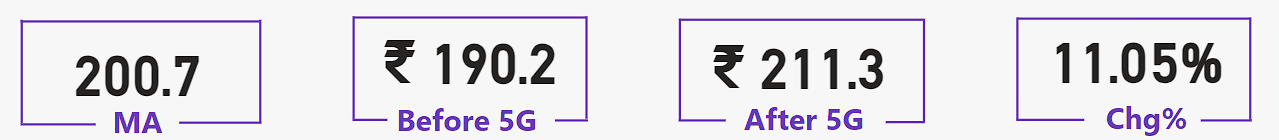 200.7
MA
₹ 190.2
Before 5G
₹ 211.3
After 5G
11.05%
Chg%